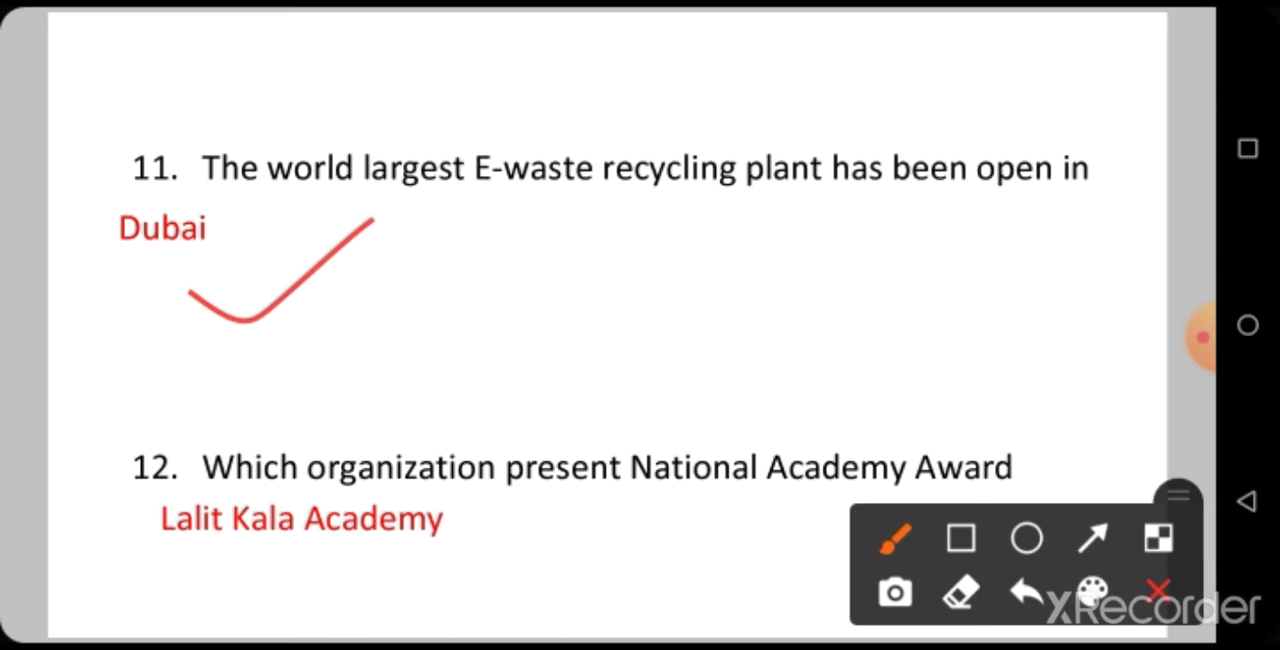 11. The world largest E-waste recycling plant has been open in
Dubai
12. Which organization present National Academy Award
Lalit Kala Academy
XRecorder